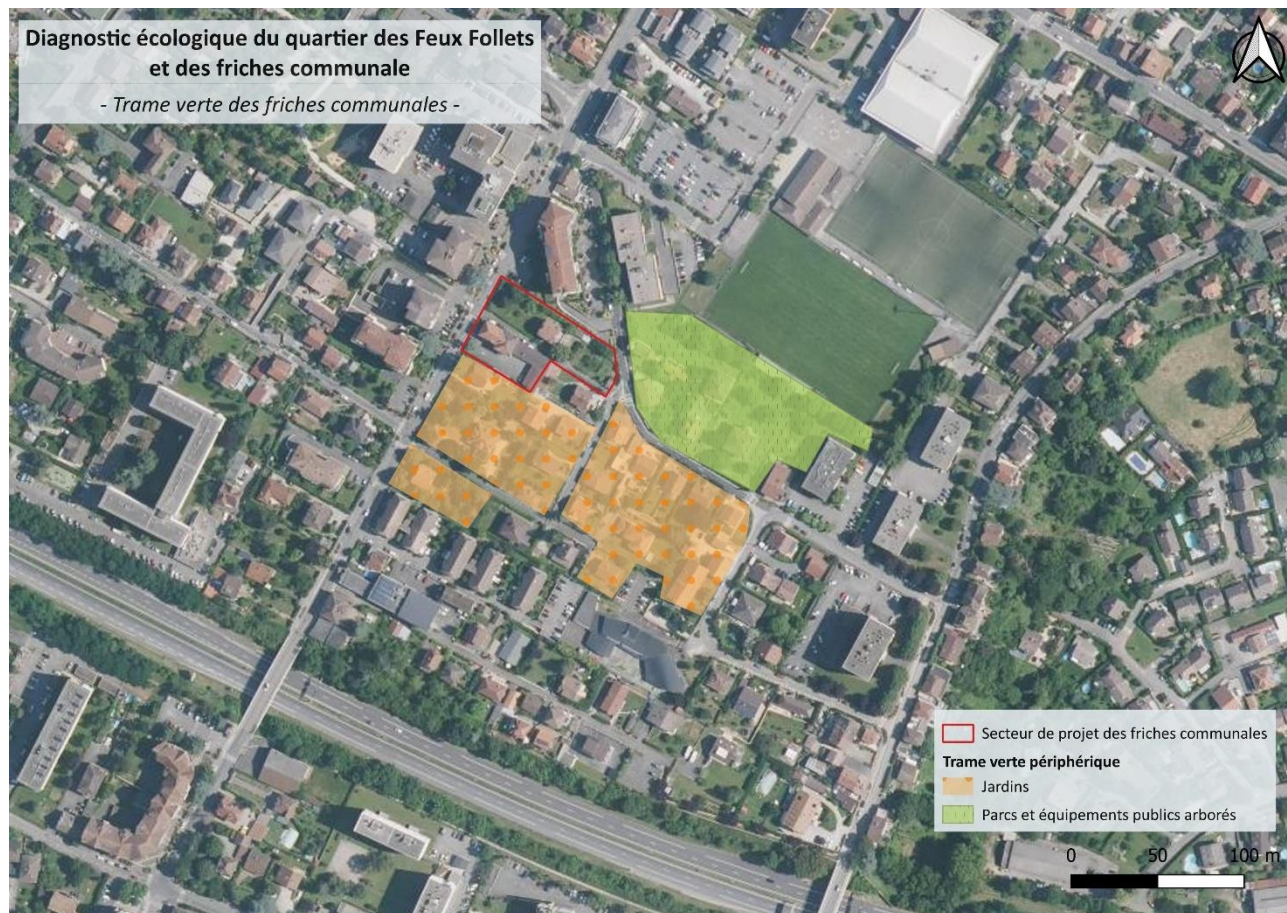 Diagnostic écologique du quartier des Feux Follets
et des friches communale
- Trame verte des friches communales -
Secteur de projet des friches communales
Trame verte périphérique
Jardins
Parcs et équipements publics arborés
0 50 100 m